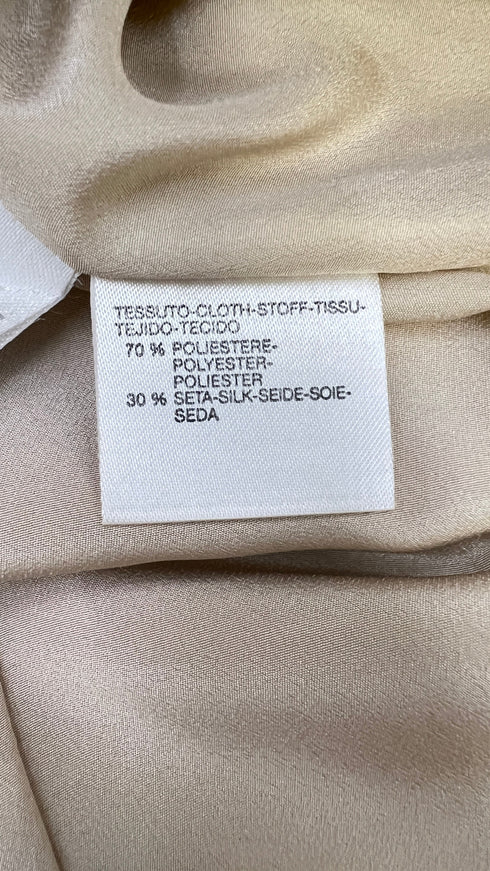 TESSUTO-CLOTH-STOFF-TISSU-
TEJIDO-TECIDO
70 % POLIESTERE-
POLYESTER-
POLIESTER
30 % SETA-SILK-SEIDE-SOIE-
SEDA